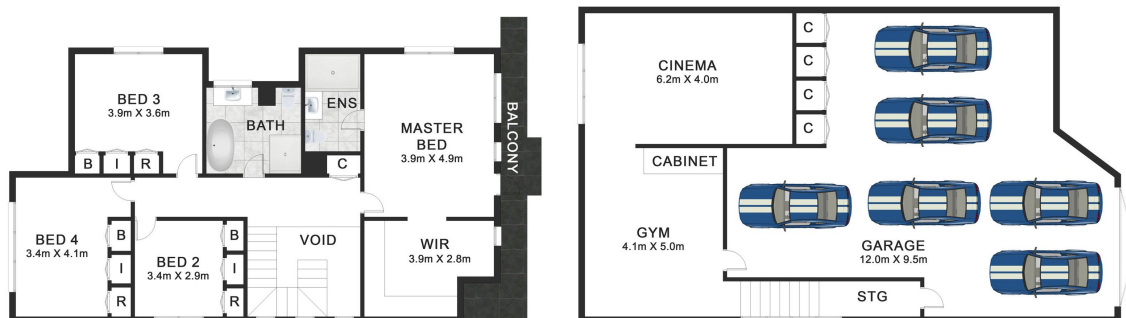 BED 3
3.9m X 3.6m
B I R
BATH
ENS
MASTER
BED
3.9m X 4.9m
BALCONY
C
BED 4
3.4m X 4.1m
B
I
R
BED 2
3.4m X 2.9m
B
I
R
VOID
WIR
3.9m X 2.8m
CINEMA
6.2m X 4.0m
C
C
C
C
CABINET
GYM
4.1m X 5.0m
GARAGE
12.0m X 9.5m
STG